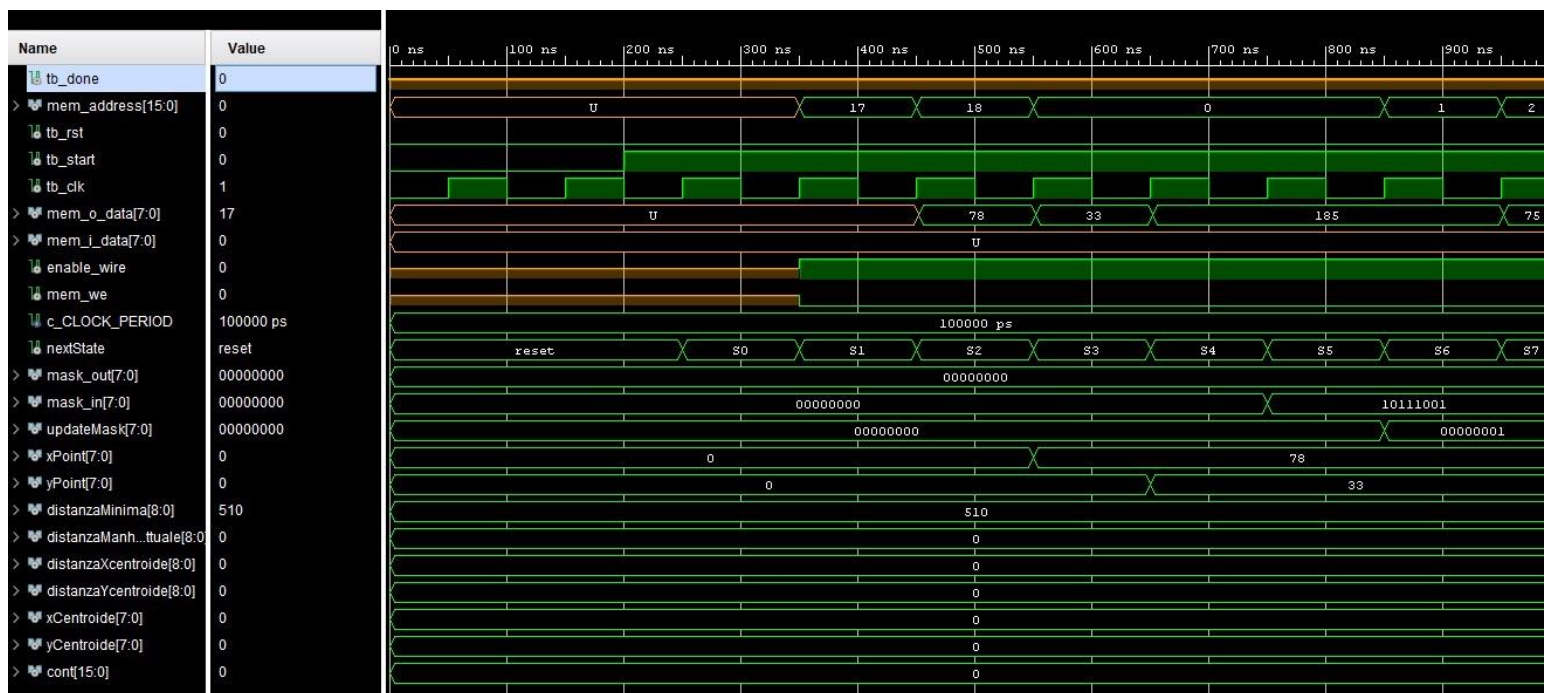 Name Value 0 ns 100 ns 200 ns 300 ns 400 ns 500 ns 600 ns 700 ns 800 ns 900 ns
tb_done 0
> mem_address[15:0] 0 U 17 18 0 1 2
tb_rst 0
tb_start 0
tb_clk 1
> mem_o_data[7:0] 17 U 78 33 185 75
> mem_i_data[7:0] 0 U
enable_wire 0
mem_we 0
c_CLOCK_PERIOD 100000 ps 100000 ps
nextState reset reset S0 S1 S2 S3 S4 S5 S6 S7
> mask_out[7:0] 00000000 00000000
> mask_in[7:0] 00000000 00000000 10111001
> updateMask[7:0] 00000000 00000000 00000001
> xPoint[7:0] 0 0 78
> yPoint[7:0] 0 0 33
> distanzaMinima[8:0] 510 510
> distanzaManh...ttuale[8:0] 0 0
> distanzaXcentroide[8:0] 0 0
> distanzaYcentroide[8:0] 0 0
> xCentroide[7:0] 0 0
> yCentroide[7:0] 0 0
> cont[15:0] 0 0